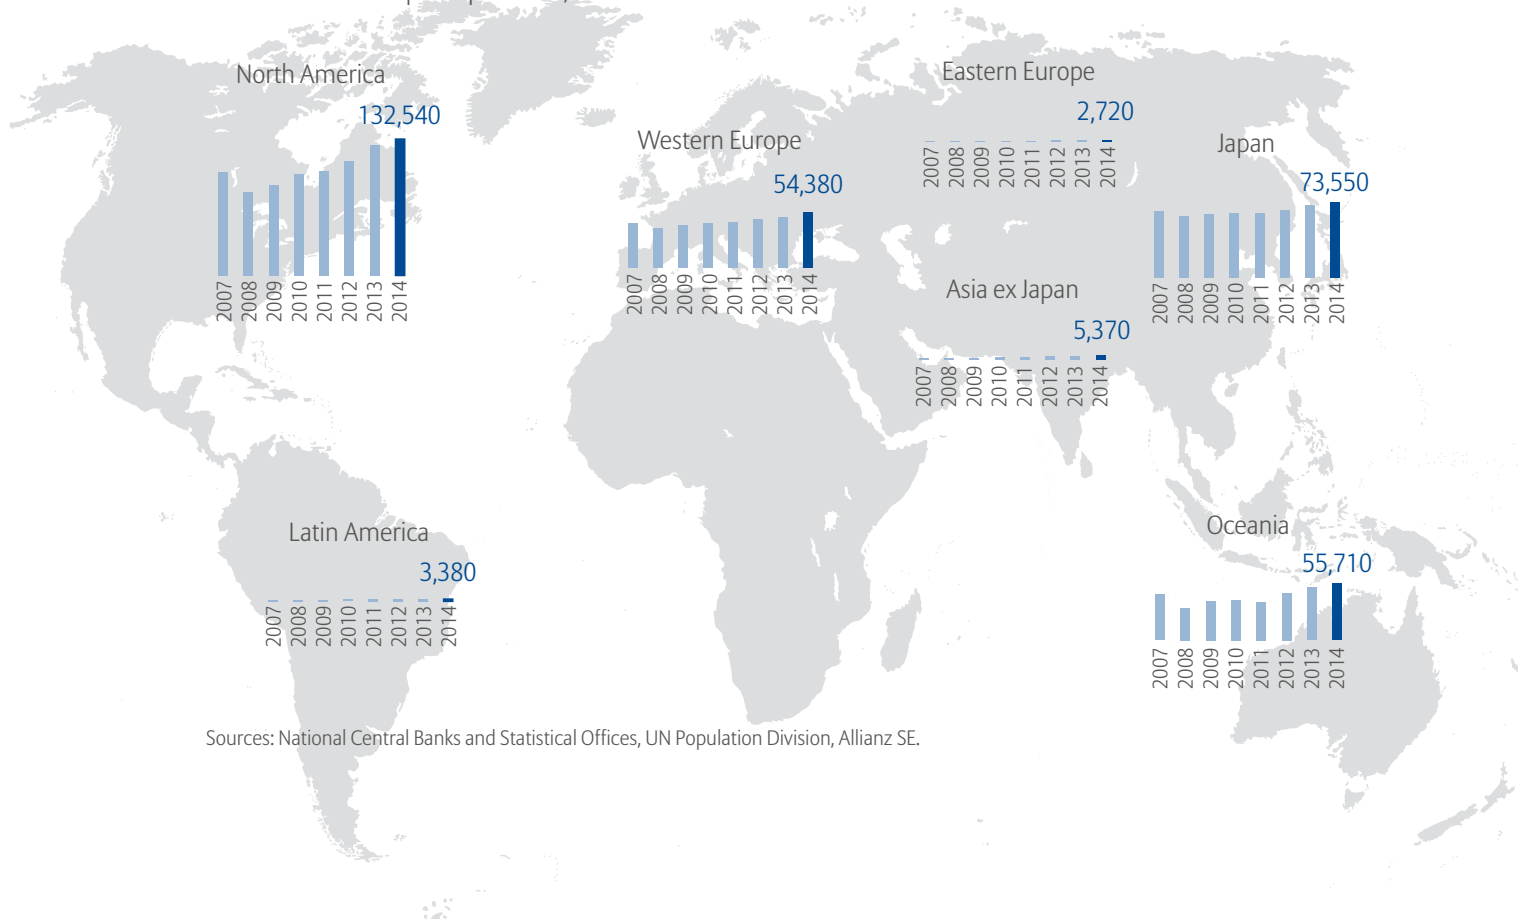 North America
132,540
2007 2008 2009 2010 2011 2012 2013 2014
Western Europe
54,380
2007 2008 2009 2010 2011 2012 2013 2014
Eastern Europe
2,720
2007 2008 2009 2010 2011 2012 2013 2014
Japan
73,550
2007 2008 2009 2010 2011 2012 2013 2014
Asia ex Japan
5,370
2007 2008 2009 2010 2011 2012 2013 2014
Latin America
3,380
2007 2008 2009 2010 2011 2012 2013 2014
Oceania
55,710
2007 2008 2009 2010 2011 2012 2013 2014
Sources: National Central Banks and Statistical Offices, UN Population Division, Allianz SE.